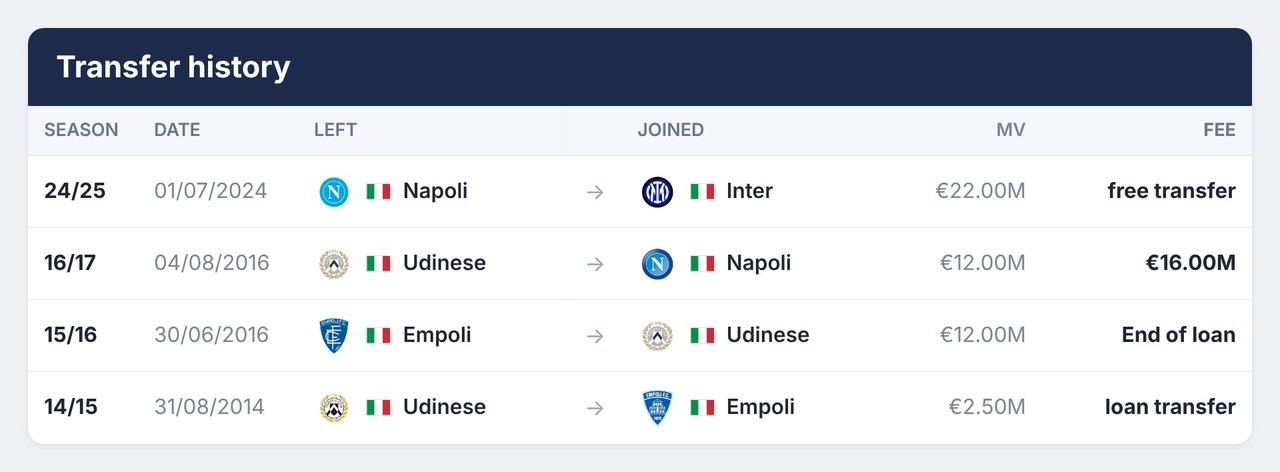 Transfer history
SEASON DATE LEFT JOINED MV FEE
24/25 01/07/2024 N Napoli → Inter €22.00M free transfer
16/17 04/08/2016 Udinese → N Napoli €12.00M €16.00M
15/16 30/06/2016 Empoli → Udinese €12.00M End of loan
14/15 31/08/2014 Udinese → EMPOLI F.C. Empoli €2.50M loan transfer